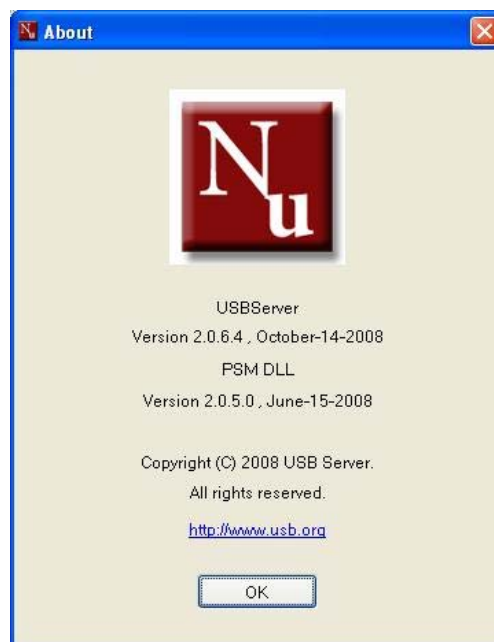 Nu About
Nu
USBServer
Version 2.0.6.4 , October-14-2008
PSM DLL
Version 2.0.5.0 , June-15-2008
Copyright (C) 2008 USB Server.
All rights reserved.
http://www.usb.org
OK